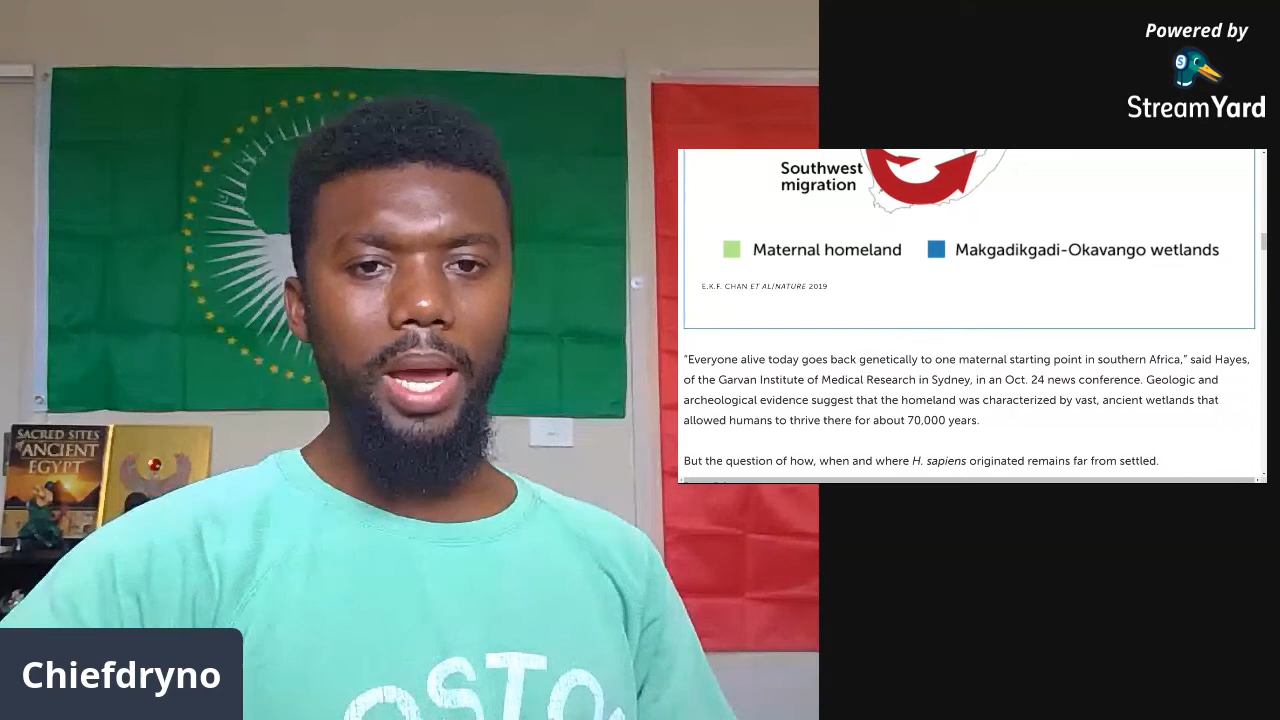 Powered by
StreamYard
Southwest
migration
Maternal homeland
Makgadikgadi-Okavango wetlands
E.K.F. CHAN ET AL/NATURE 2019
“Everyone alive today goes back genetically to one maternal starting point in southern Africa,” said Hayes,
of the Garvan Institute of Medical Research in Sydney, in an Oct. 24 news conference. Geologic and
archeological evidence suggest that the homeland was characterized by vast, ancient wetlands that
allowed humans to thrive there for about 70,000 years.
But the question of how, when and where H. sapiens originated remains far from settled.
SACRED SITES
ANCIENT
EGYPT
Chiefdryno
OSTO